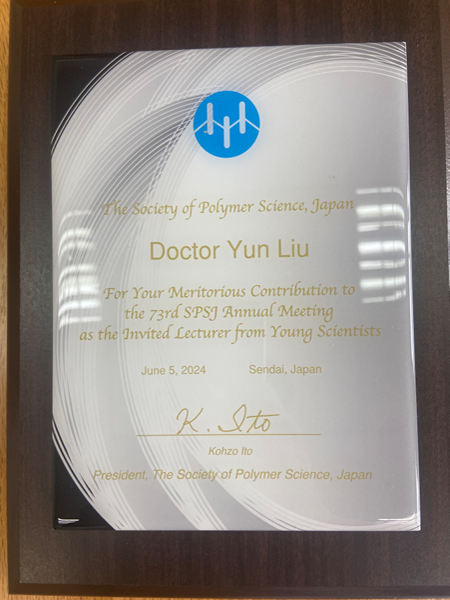 The Society of Polymer Science, Japan
Doctor Yun Liu
For Your Meritorious Contribution to
the 73rd SPSJ Annual Meeting
as the Invited Lecturer from Young Scientists
June 5, 2024 Sendai, Japan
K. Ito
Kohzo Ito
President, The Society of Polymer Science, Japan